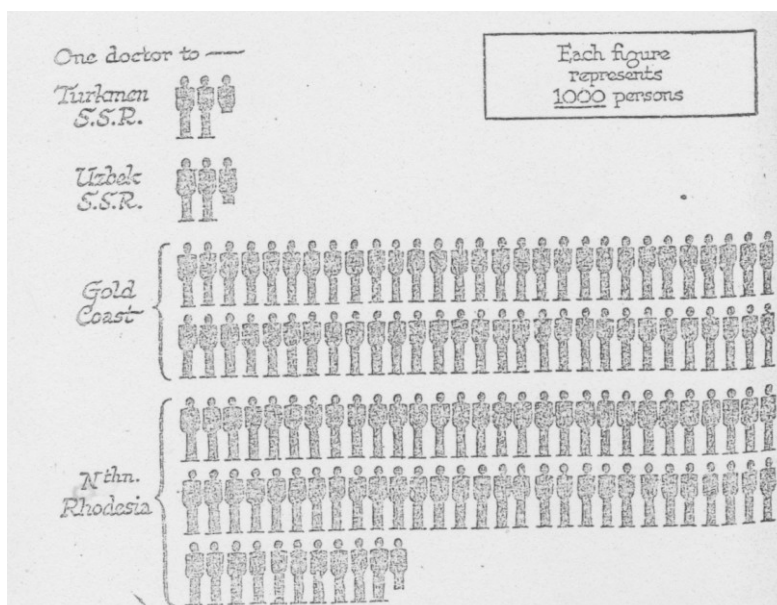 One doctor to —
Each figure
represents
1000 persons
Turkmen
S.S.R.
Uzbek
S.S.R.
Gold
Coast
Nthn.
Rhodesia